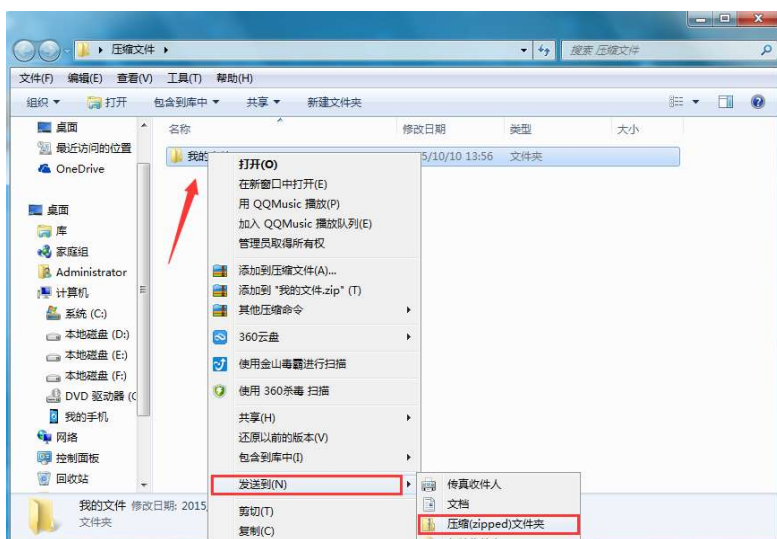 压缩文件
搜索 压缩文件
文件(F) 编辑(E) 查看(V) 工具(T) 帮助(H)
组织 打开 包含到库中 共享 新建文件夹
名称 修改日期 类型 大小
桌面
最近访问的位置
OneDrive
桌面
库
家庭组
Administrator
计算机
系统 (C:)
本地磁盘 (D:)
本地磁盘 (E:)
本地磁盘 (F:)
DVD 驱动器 (C
我的手机
网络
控制面板
回收站
我的 5/10/10 13:56 文件夹
打开(O)
在新窗口中打开(E)
用 QQMusic 播放(P)
加入 QQMusic 播放队列(E)
管理员取得所有权
添加到压缩文件(A)...
添加到 "我的文件.zip" (T)
其他压缩命令
360云盘
使用金山毒霸进行扫描
使用 360杀毒 扫描
共享(H)
还原以前的版本(V)
包含到库中(I)
发送到(N)
剪切(T)
复制(C)
传真收件人
文档
压缩(zipped)文件夹
我的文件 修改日期: 2015
文件夹